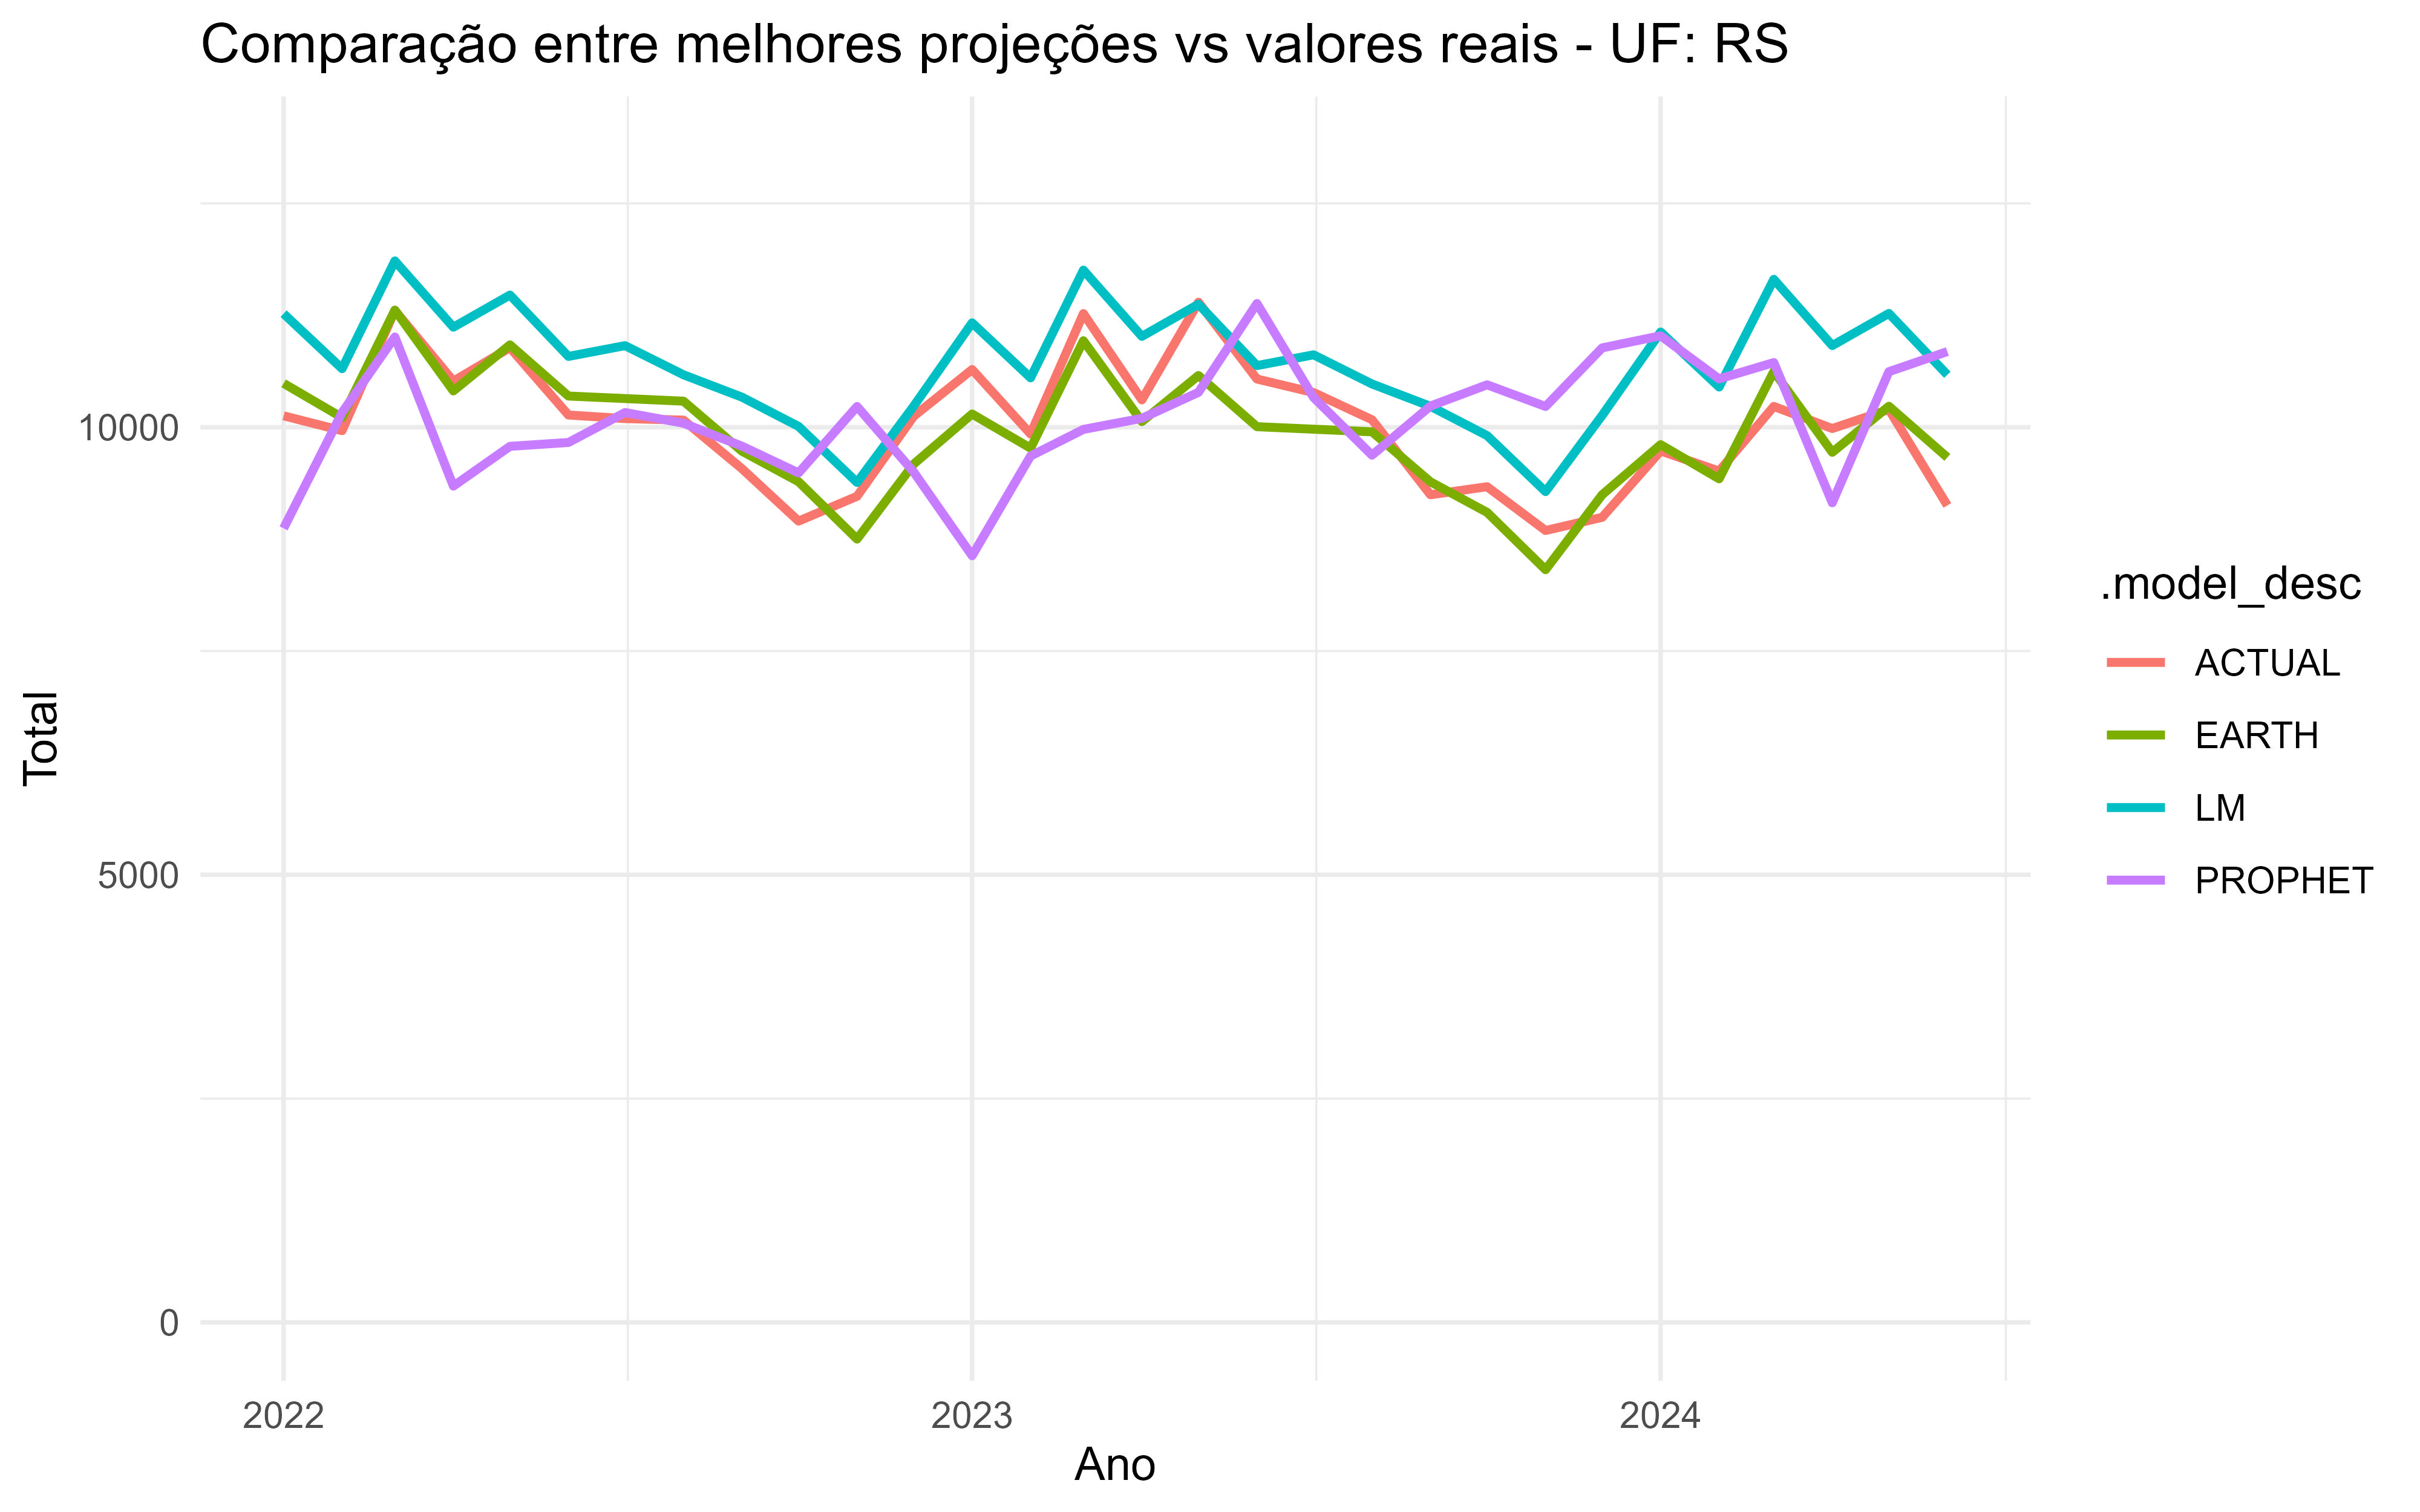 Comparação entre melhores projeções vs valores reais - UF: RS
Total
10000
5000
0
2022
2023
2024
Ano
.model_desc
ACTUAL
EARTH
LM
PROPHET